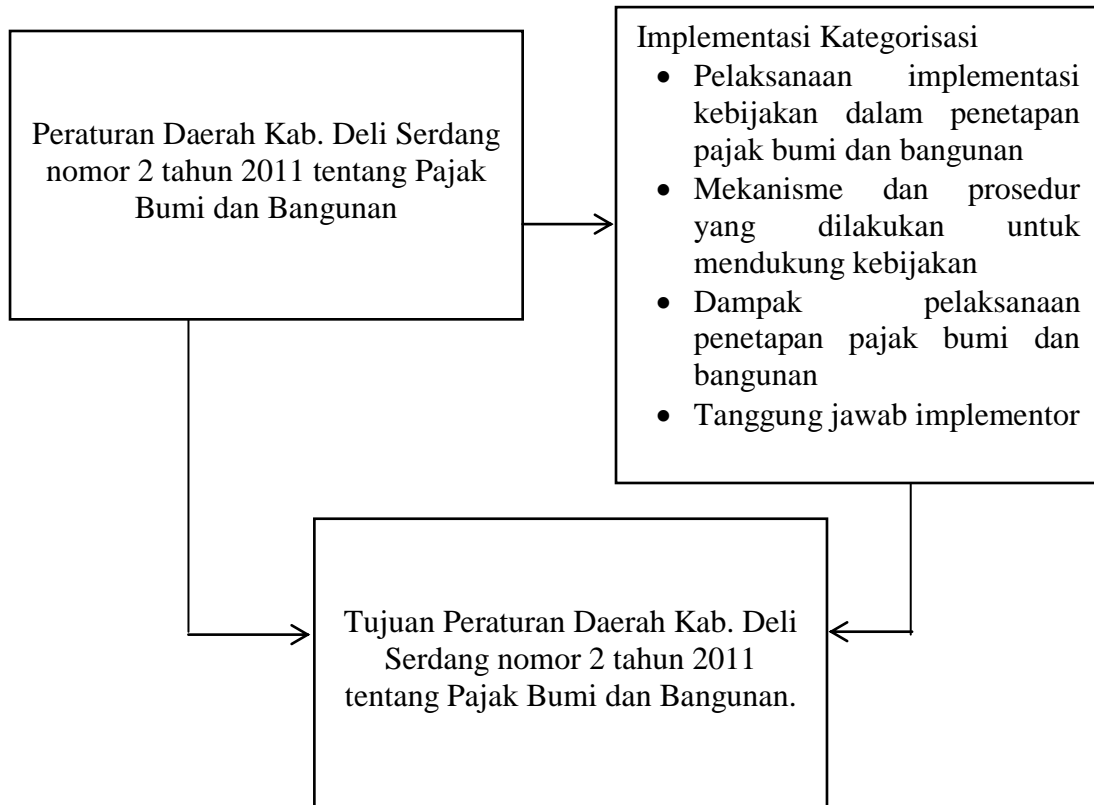 Peraturan Daerah Kab. Deli Serdang
nomor 2 tahun 2011 tentang Pajak
Bumi dan Bangunan
Implementasi Kategorisasi
• Pelaksanaan implementasi
kebijakan dalam penetapan
pajak bumi dan bangunan
• Mekanisme dan prosedur
yang dilakukan untuk
mendukung kebijakan
• Dampak pelaksanaan
penetapan pajak bumi dan
bangunan
• Tanggung jawab implementor
Tujuan Peraturan Daerah Kab. Deli
Serdang nomor 2 tahun 2011
tentang Pajak Bumi dan Bangunan.